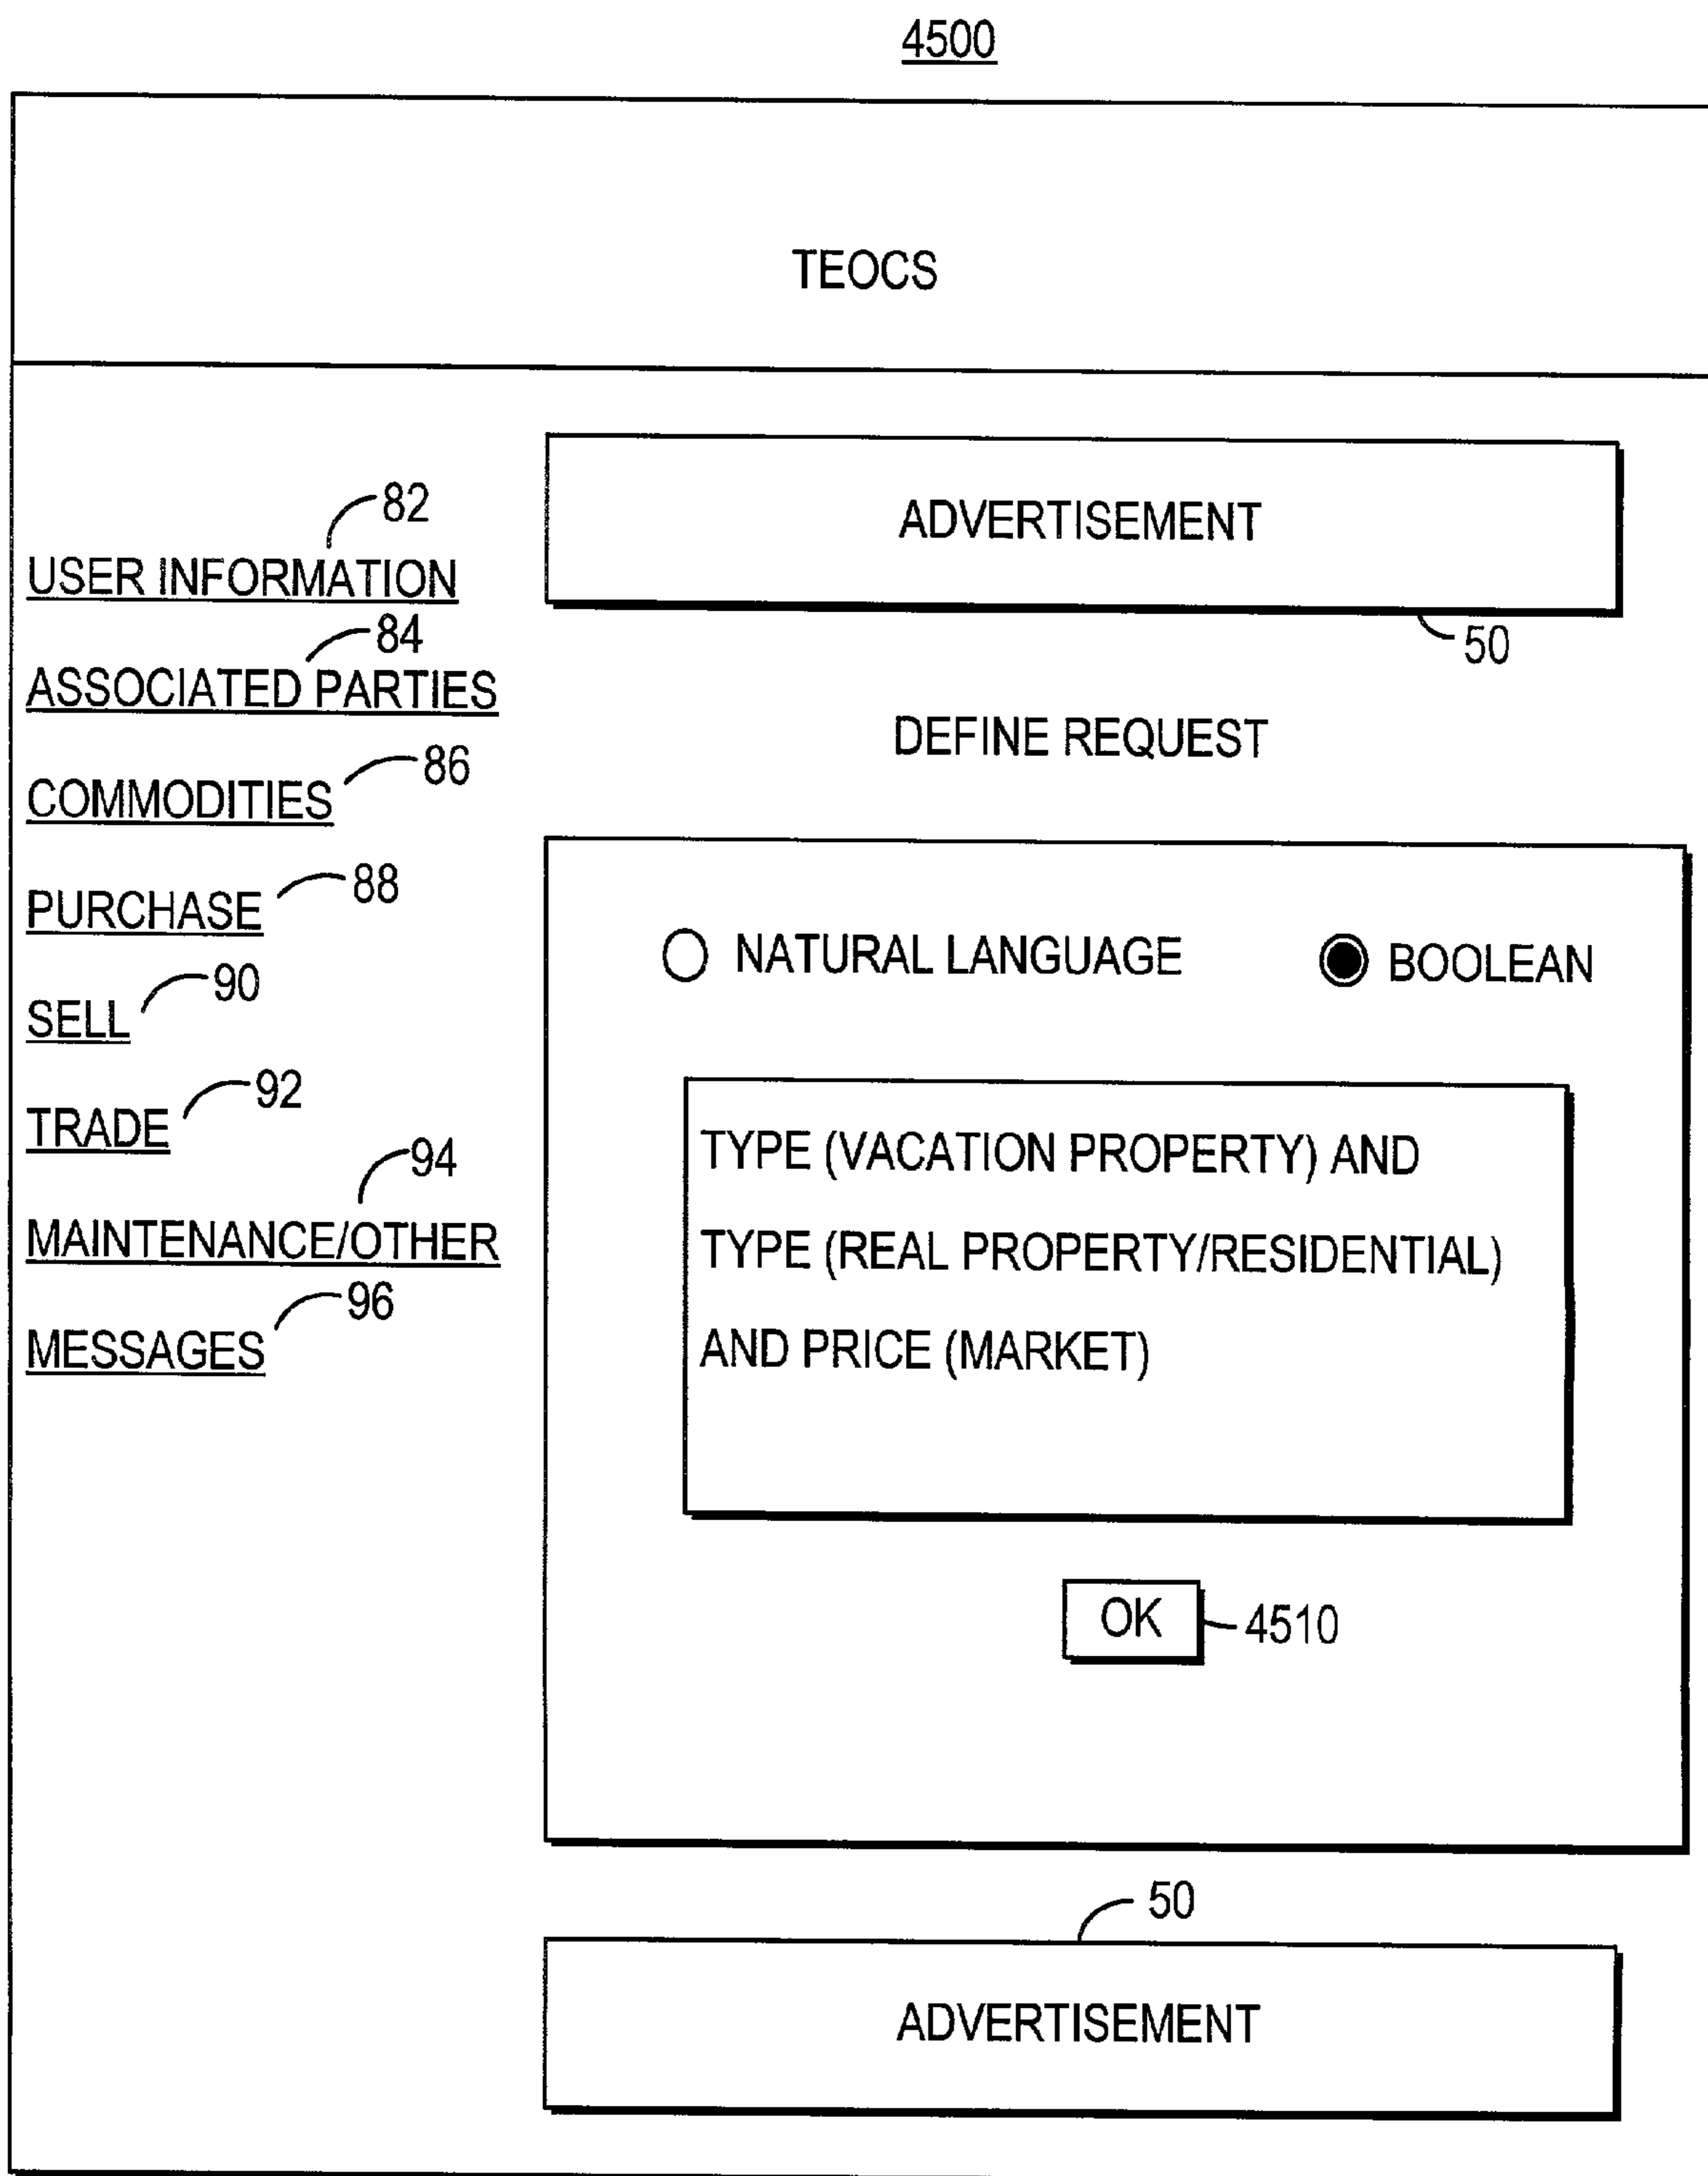 4500
TEOCS
ADVERTISEMENT
50
82
USER INFORMATION
84
ASSOCIATED PARTIES
86
COMMODITIES
88
PURCHASE
90
SELL
92
TRADE
94
MAINTENANCE/OTHER
96
MESSAGES
DEFINE REQUEST
NATURAL LANGUAGE
BOOLEAN
TYPE (VACATION PROPERTY) AND
TYPE (REAL PROPERTY/RESIDENTIAL)
AND PRICE (MARKET)
OK
4510
50
ADVERTISEMENT